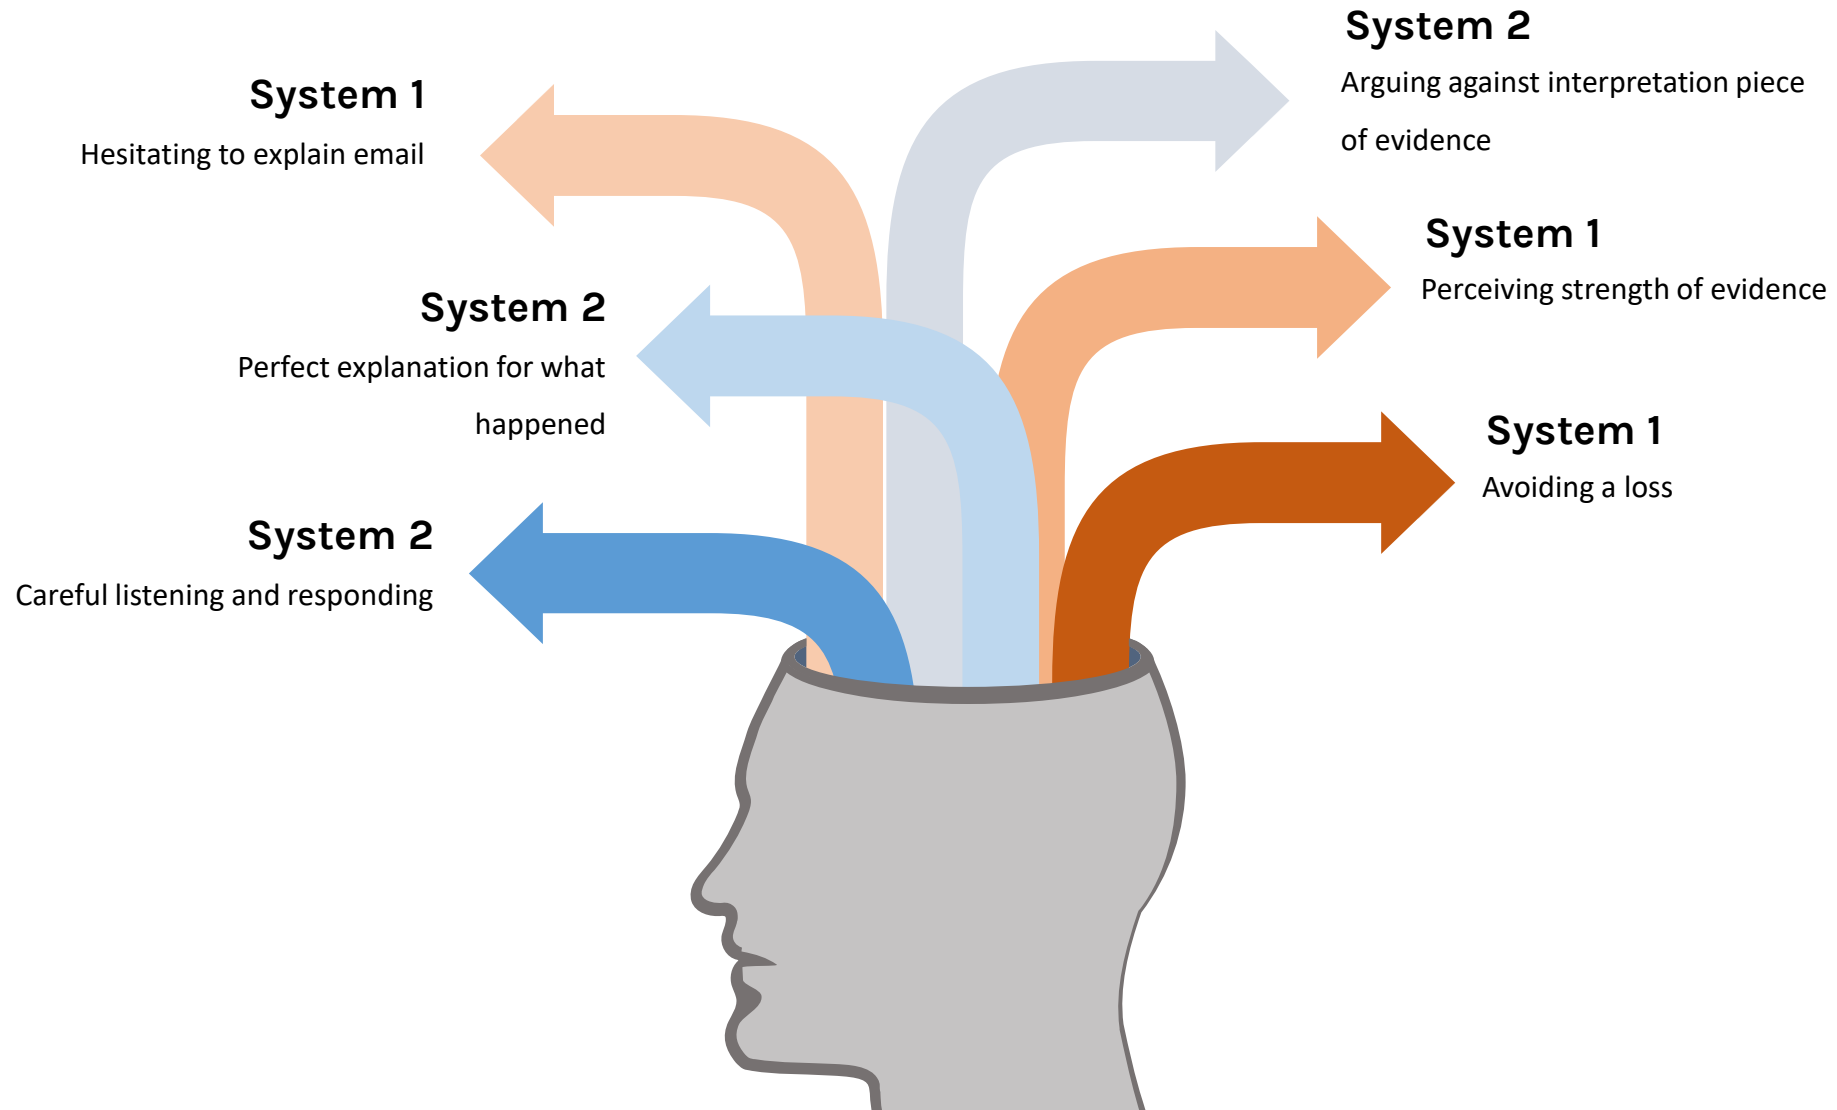 System 1
Hesitating to explain email
System 2
Perfect explanation for what
happened
System 2
Careful listening and responding
System 2
Arguing against interpretation piece
of evidence
System 1
Perceiving strength of evidence
System 1
Avoiding a loss